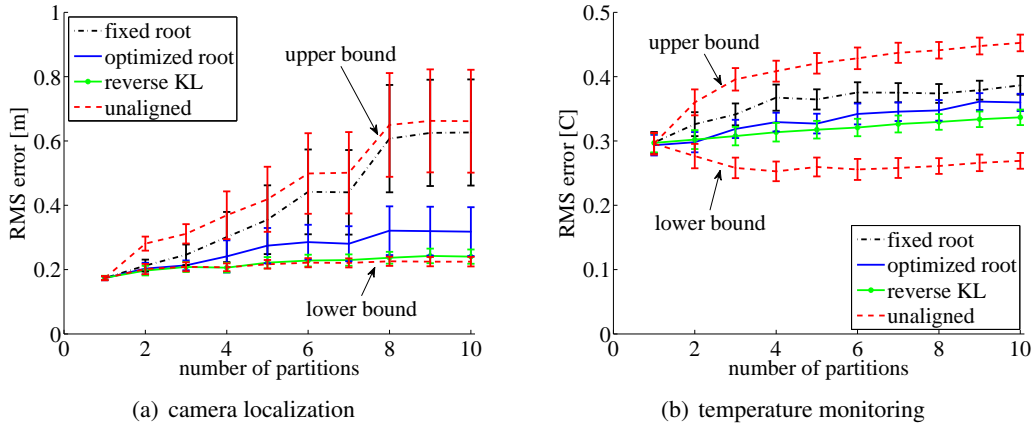 1
0.8
0.6
0.4
0.2
0
0 2 4 6 8 10
RMS error [m]
number of partitions
fixed root
optimized root
reverse KL
unaligned
upper bound
lower bound
(a) camera localization
0.5
0.4
0.3
0.2
0.1
0
0 2 4 6 8 10
RMS error [C]
number of partitions
upper bound
lower bound
fixed root
optimized root
reverse KL
unaligned
(b) temperature monitoring